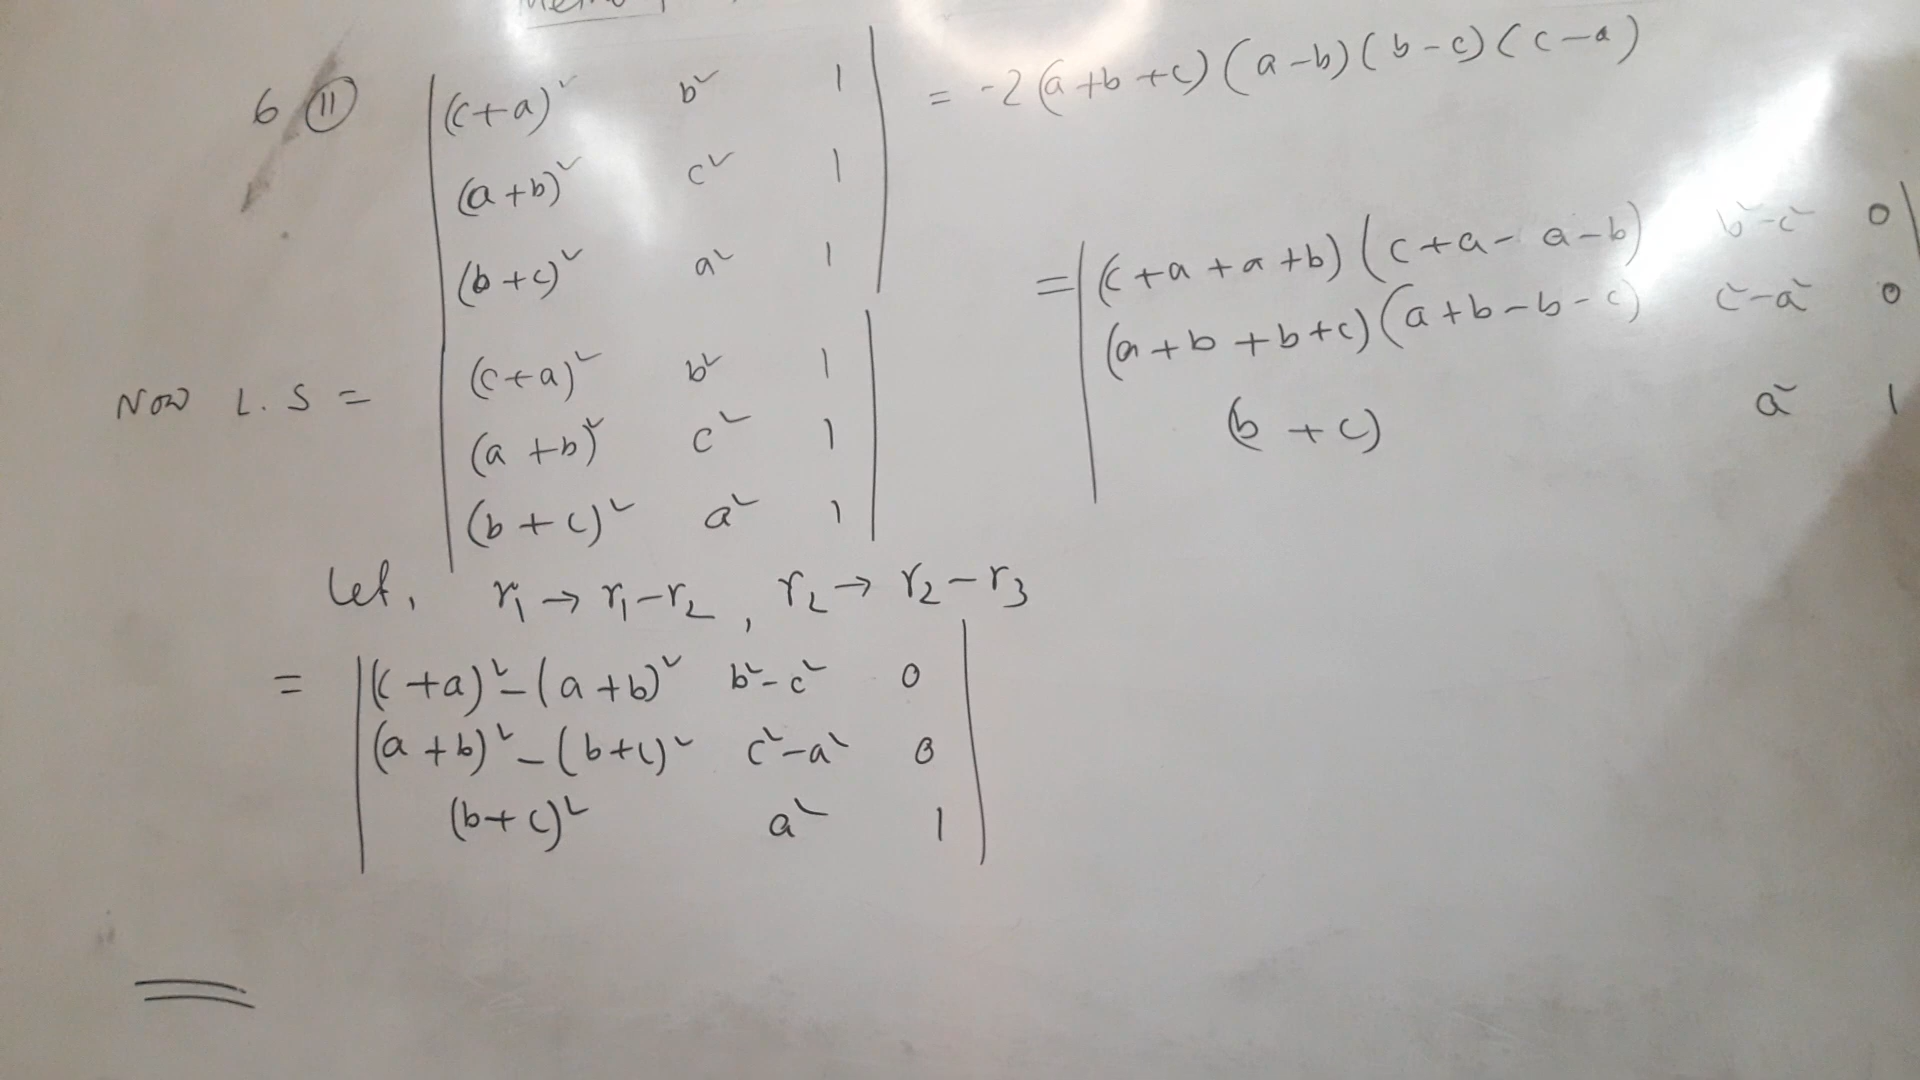 6 (11) | (c+a)² b² 1 | = -2(a+b+c)(a-b)(b-c)(c-a)
(a+b)² c² 1
(b+c)² a² 1
Now L.S = | (c+a)² b² 1 |
(a+b)² c² 1
(b+c)² a² 1
Let, r₁→r₁-r₂, r₂→r₂-r₃
= | (c+a)²-(a+b)² b²-c² 0 |
(a+b)²-(b+c)² c²-a² 0
(b+c)² a² 1
= | (c+a+a+b)(c+a-a-b) b²-c² 0 |
(a+b+b+c)(a+b-b-c) c²-a² 0
(b+c) a² 1